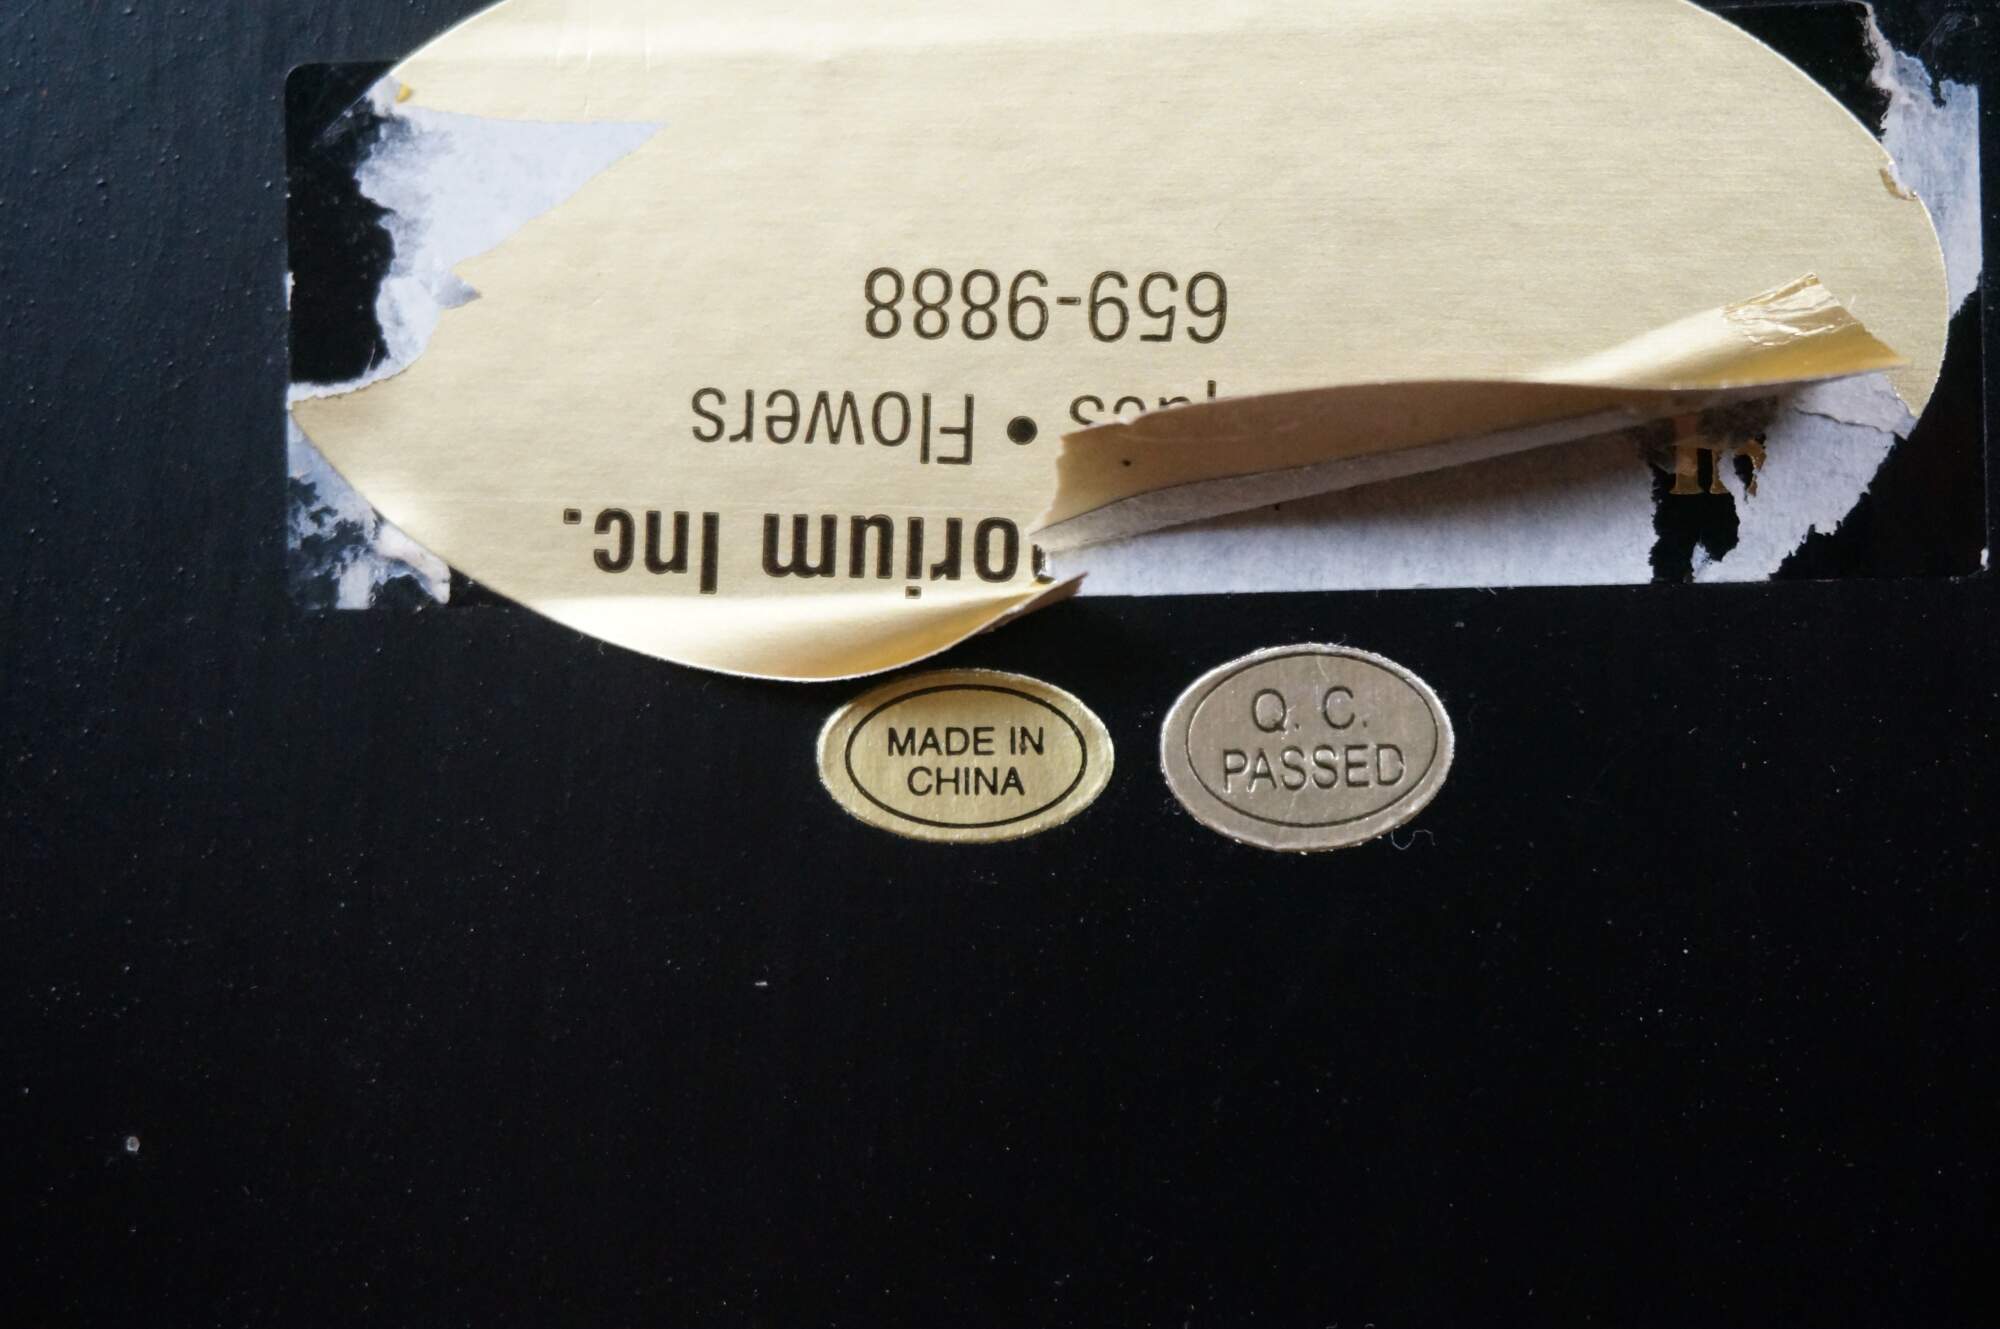 orium Inc.
• Flowers
659-9888
MADE IN
CHINA
Q. C.
PASSED